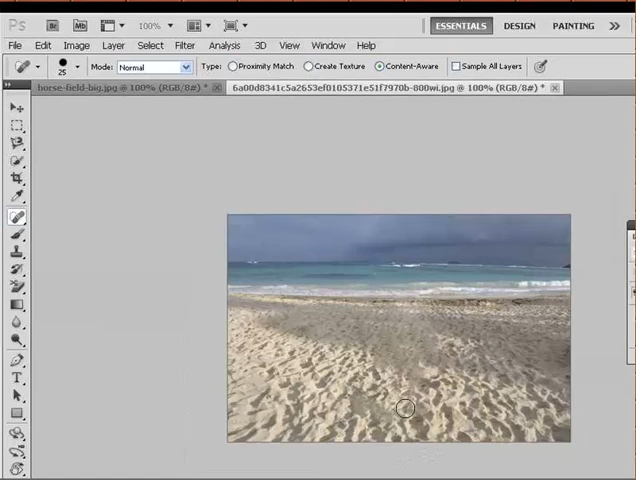 Ps Br Mb 100% ESSENTIALS DESIGN PAINTING
File Edit Image Layer Select Filter Analysis 3D View Window Help
25 Mode: Normal Type: Proximity Match Create Texture Content-Aware Sample All Layers
horse-field-big.jpg @ 100% (RGB/8#) * 6a00d8341c5a2653ef0105371e51f7970b-800wi.jpg @ 100% (RGB/8#) *
T